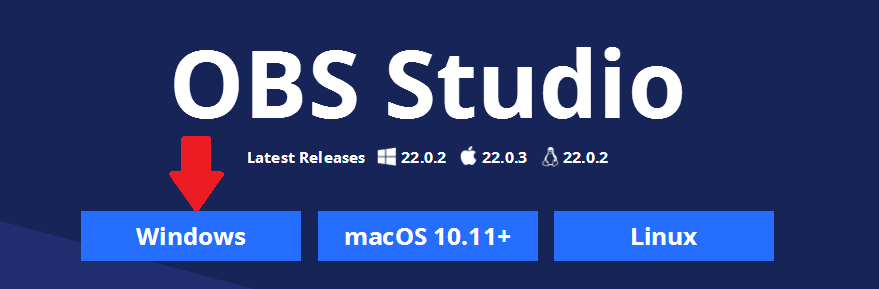 OBS Studio
Latest Releases 22.0.2 22.0.3 22.0.2
Windows macOS 10.11+ Linux